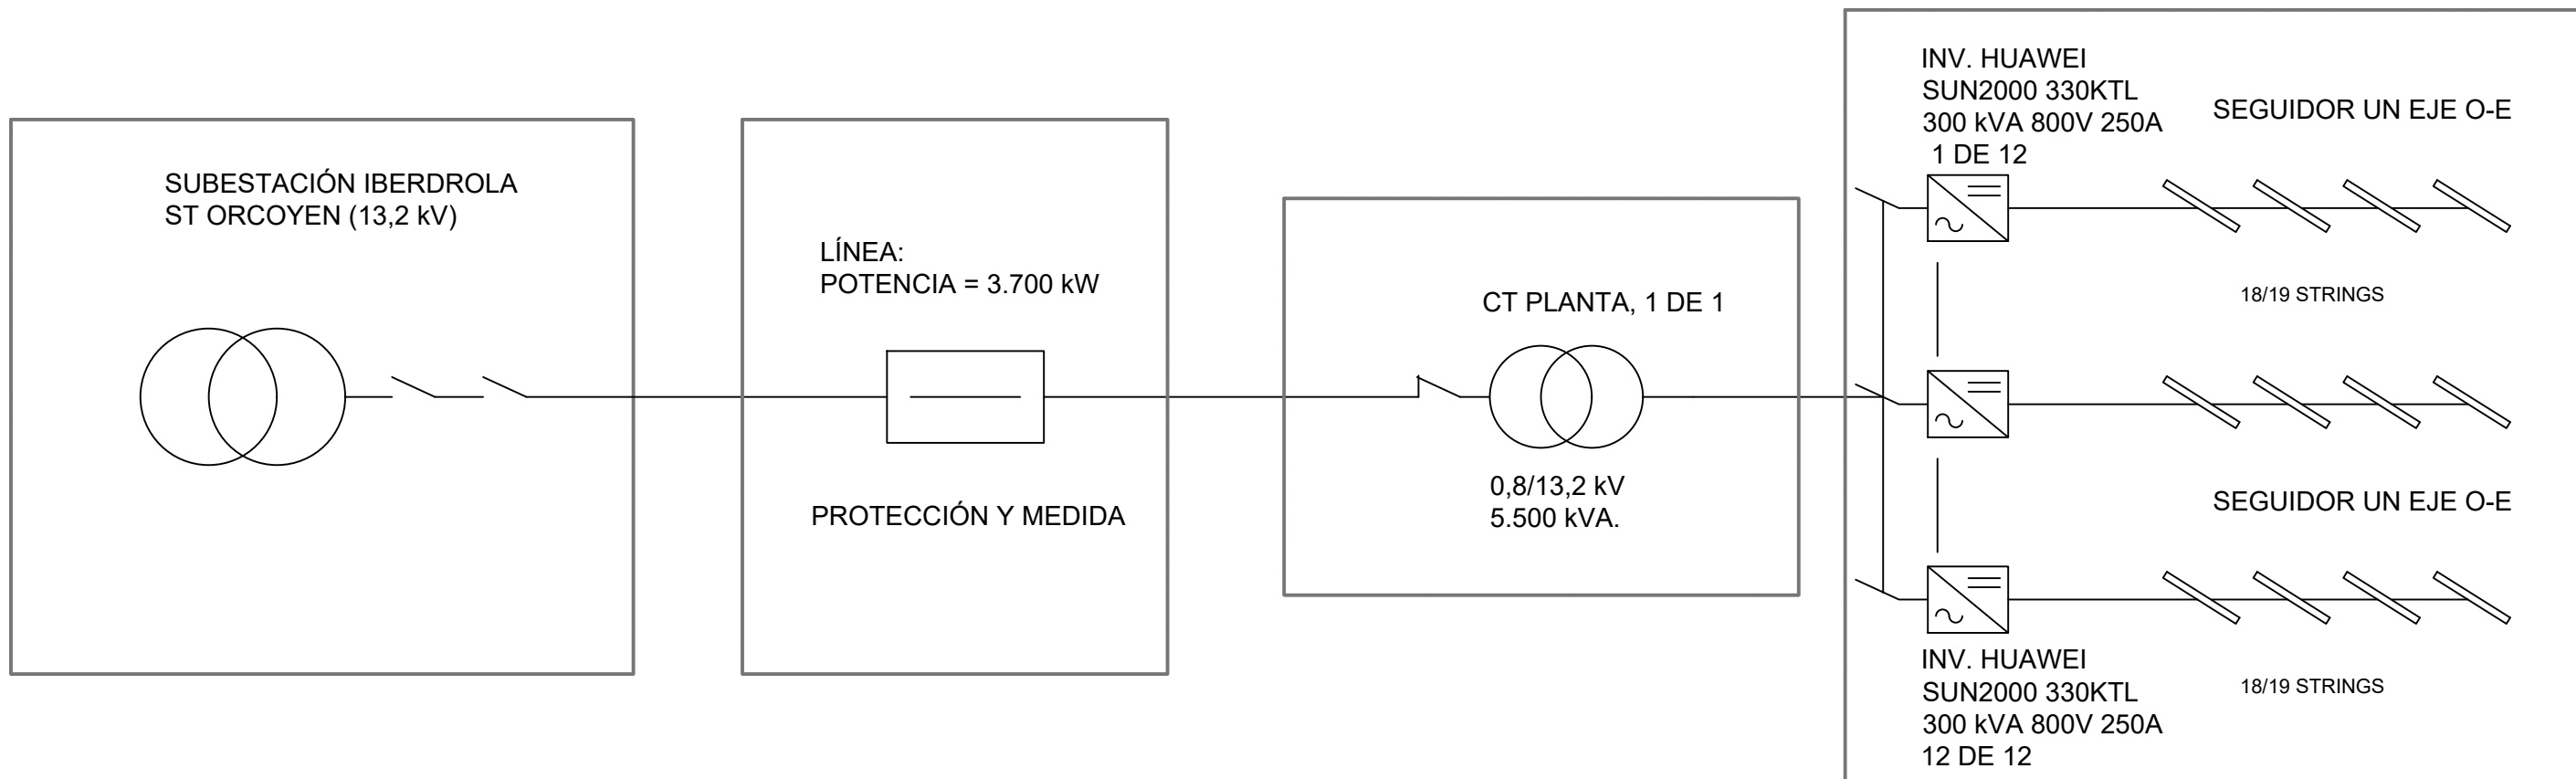 SUBESTACIÓN IBERDROLA
ST ORCOYEN (13,2 kV)
LÍNEA:
POTENCIA = 3.700 kW
PROTECCIÓN Y MEDIDA
CT PLANTA, 1 DE 1
0,8/13,2 kV
5.500 kVA.
INV. HUAWEI
SUN2000 330KTL
300 kVA 800V 250A
1 DE 12
SEGUIDOR UN EJE O-E
18/19 STRINGS
SEGUIDOR UN EJE O-E
18/19 STRINGS
INV. HUAWEI
SUN2000 330KTL
300 kVA 800V 250A
12 DE 12